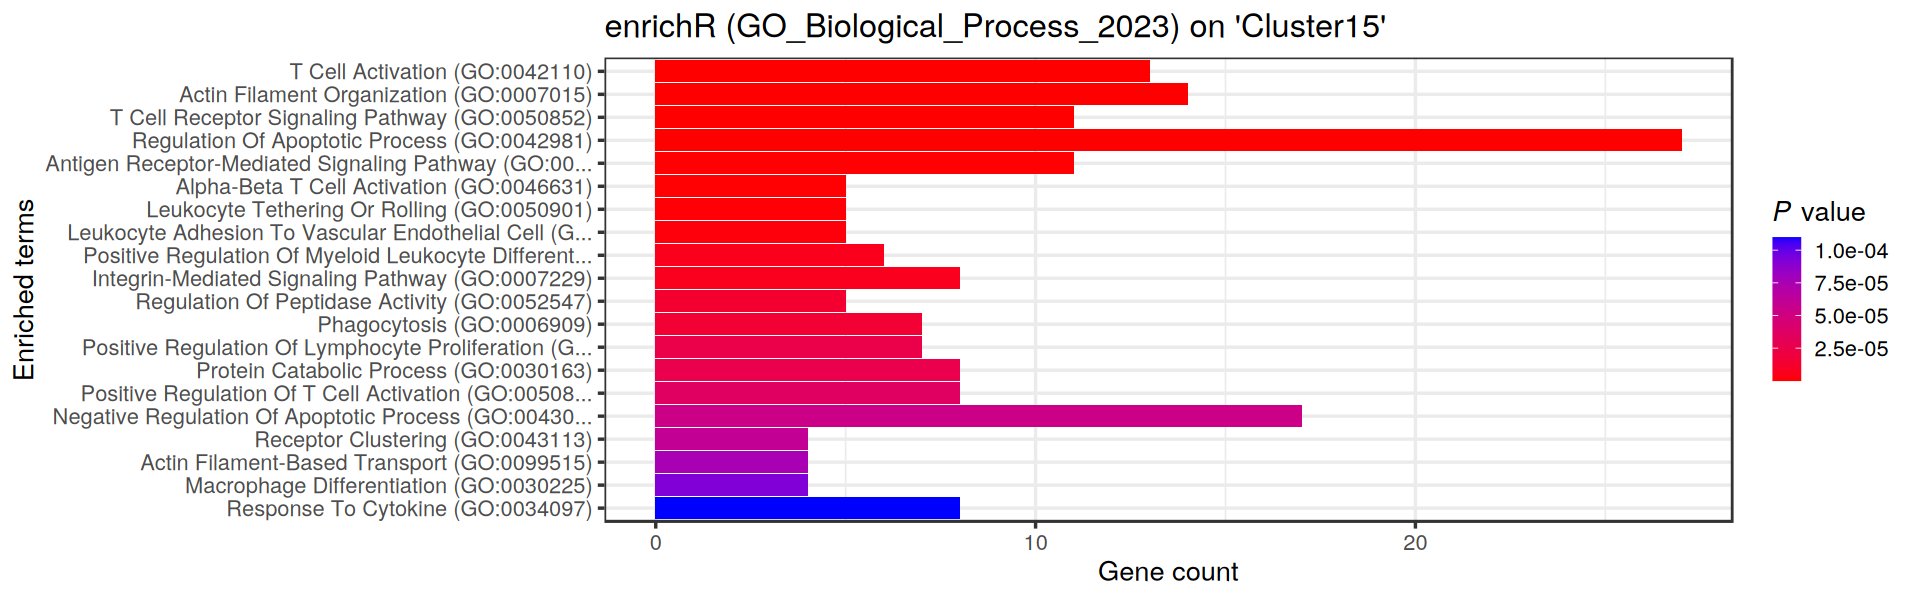 enrichR (GO_Biological_Process_2023) on 'Cluster15'
Enriched terms
T Cell Activation (GO:0042110)
Actin Filament Organization (GO:0007015)
T Cell Receptor Signaling Pathway (GO:0050852)
Regulation Of Apoptotic Process (GO:0042981)
Antigen Receptor-Mediated Signaling Pathway (GO:00...
Alpha-Beta T Cell Activation (GO:0046631)
Leukocyte Tethering Or Rolling (GO:0050901)
Leukocyte Adhesion To Vascular Endothelial Cell (G...
Positive Regulation Of Myeloid Leukocyte Different...
Integrin-Mediated Signaling Pathway (GO:0007229)
Regulation Of Peptidase Activity (GO:0052547)
Phagocytosis (GO:0006909)
Positive Regulation Of Lymphocyte Proliferation (G...
Protein Catabolic Process (GO:0030163)
Positive Regulation Of T Cell Activation (GO:00508...
Negative Regulation Of Apoptotic Process (GO:00430...
Receptor Clustering (GO:0043113)
Actin Filament-Based Transport (GO:0099515)
Macrophage Differentiation (GO:0030225)
Response To Cytokine (GO:0034097)
0 10 20
Gene count
P value
1.0e-04
7.5e-05
5.0e-05
2.5e-05